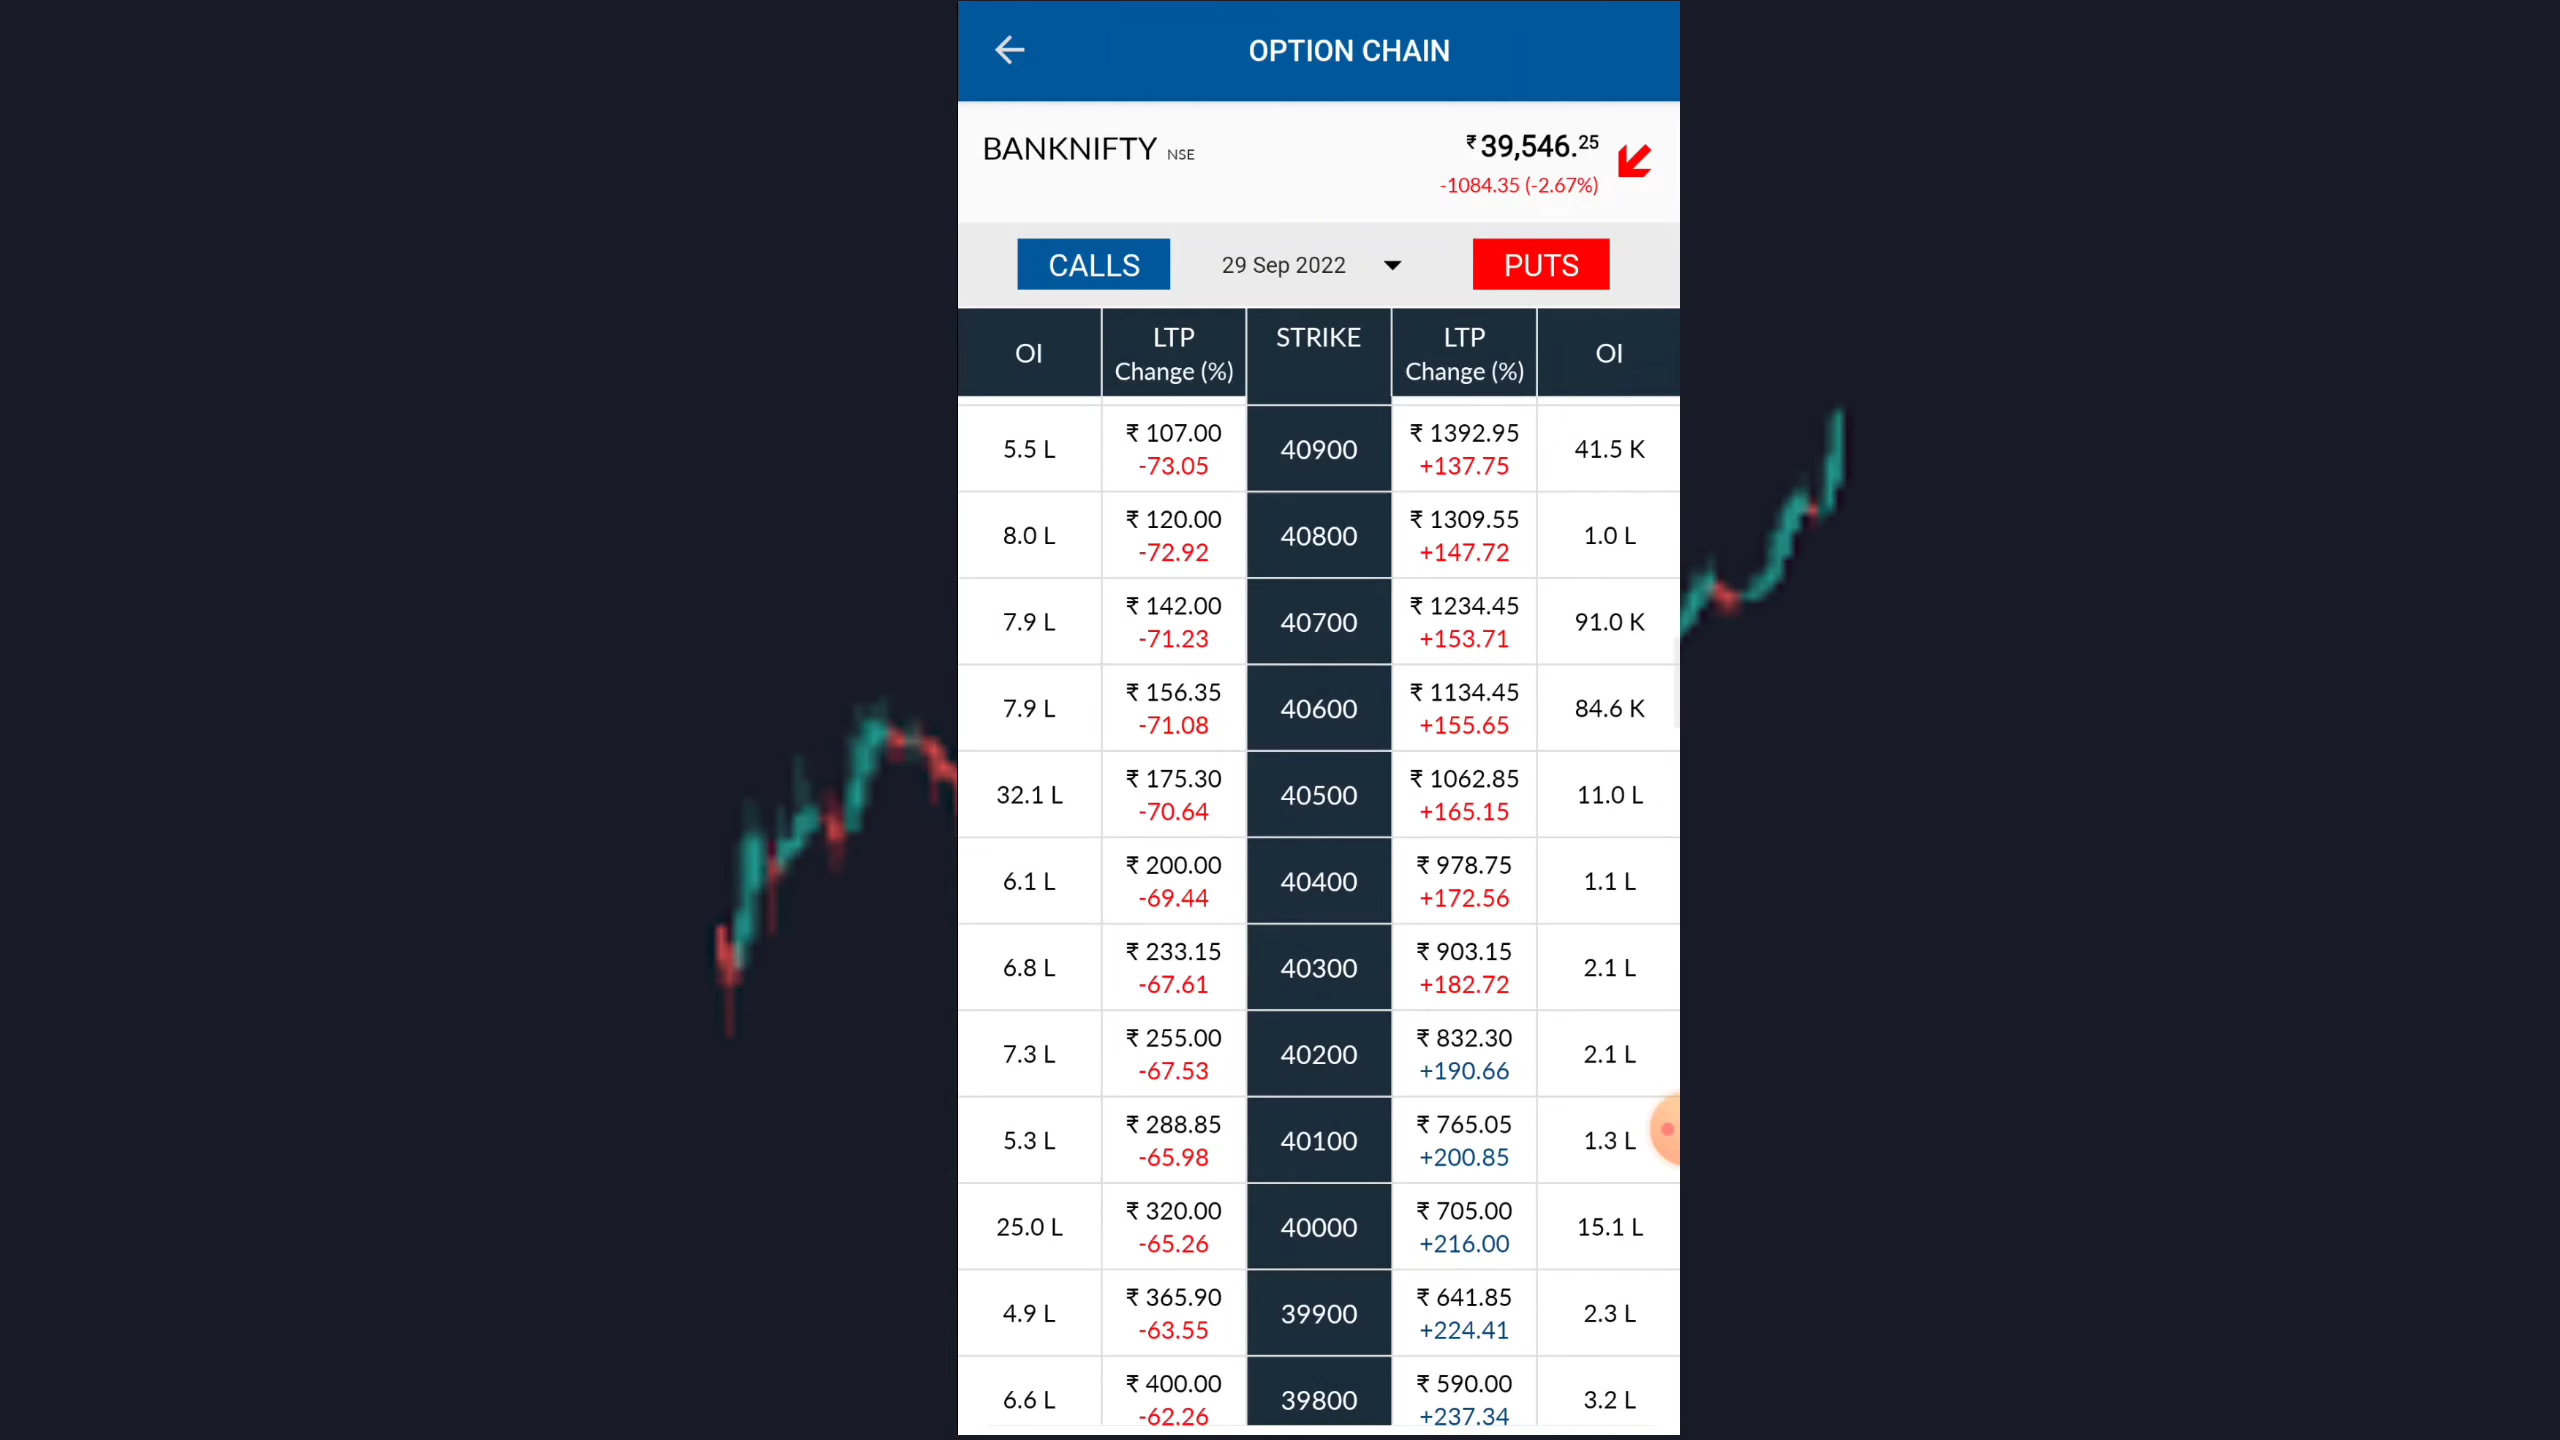 OPTION CHAIN
BANKNIFTY NSE ₹ 39,546.25
-1084.35 (-2.67%)
CALLS 29 Sep 2022 PUTS
OI LTP Change (%) STRIKE LTP Change (%) OI
5.5 L ₹ 107.00 -73.05 40900 ₹ 1392.95 +137.75 41.5 K
8.0 L ₹ 120.00 -72.92 40800 ₹ 1309.55 +147.72 1.0 L
7.9 L ₹ 142.00 -71.23 40700 ₹ 1234.45 +153.71 91.0 K
7.9 L ₹ 156.35 -71.08 40600 ₹ 1134.45 +155.65 84.6 K
32.1 L ₹ 175.30 -70.64 40500 ₹ 1062.85 +165.15 11.0 L
6.1 L ₹ 200.00 -69.44 40400 ₹ 978.75 +172.56 1.1 L
6.8 L ₹ 233.15 -67.61 40300 ₹ 903.15 +182.72 2.1 L
7.3 L ₹ 255.00 -67.53 40200 ₹ 832.30 +190.66 2.1 L
5.3 L ₹ 288.85 -65.98 40100 ₹ 765.05 +200.85 1.3 L
25.0 L ₹ 320.00 -65.26 40000 ₹ 705.00 +216.00 15.1 L
4.9 L ₹ 365.90 -63.55 39900 ₹ 641.85 +224.41 2.3 L
6.6 L ₹ 400.00 -62.26 39800 ₹ 590.00 +237.34 3.2 L